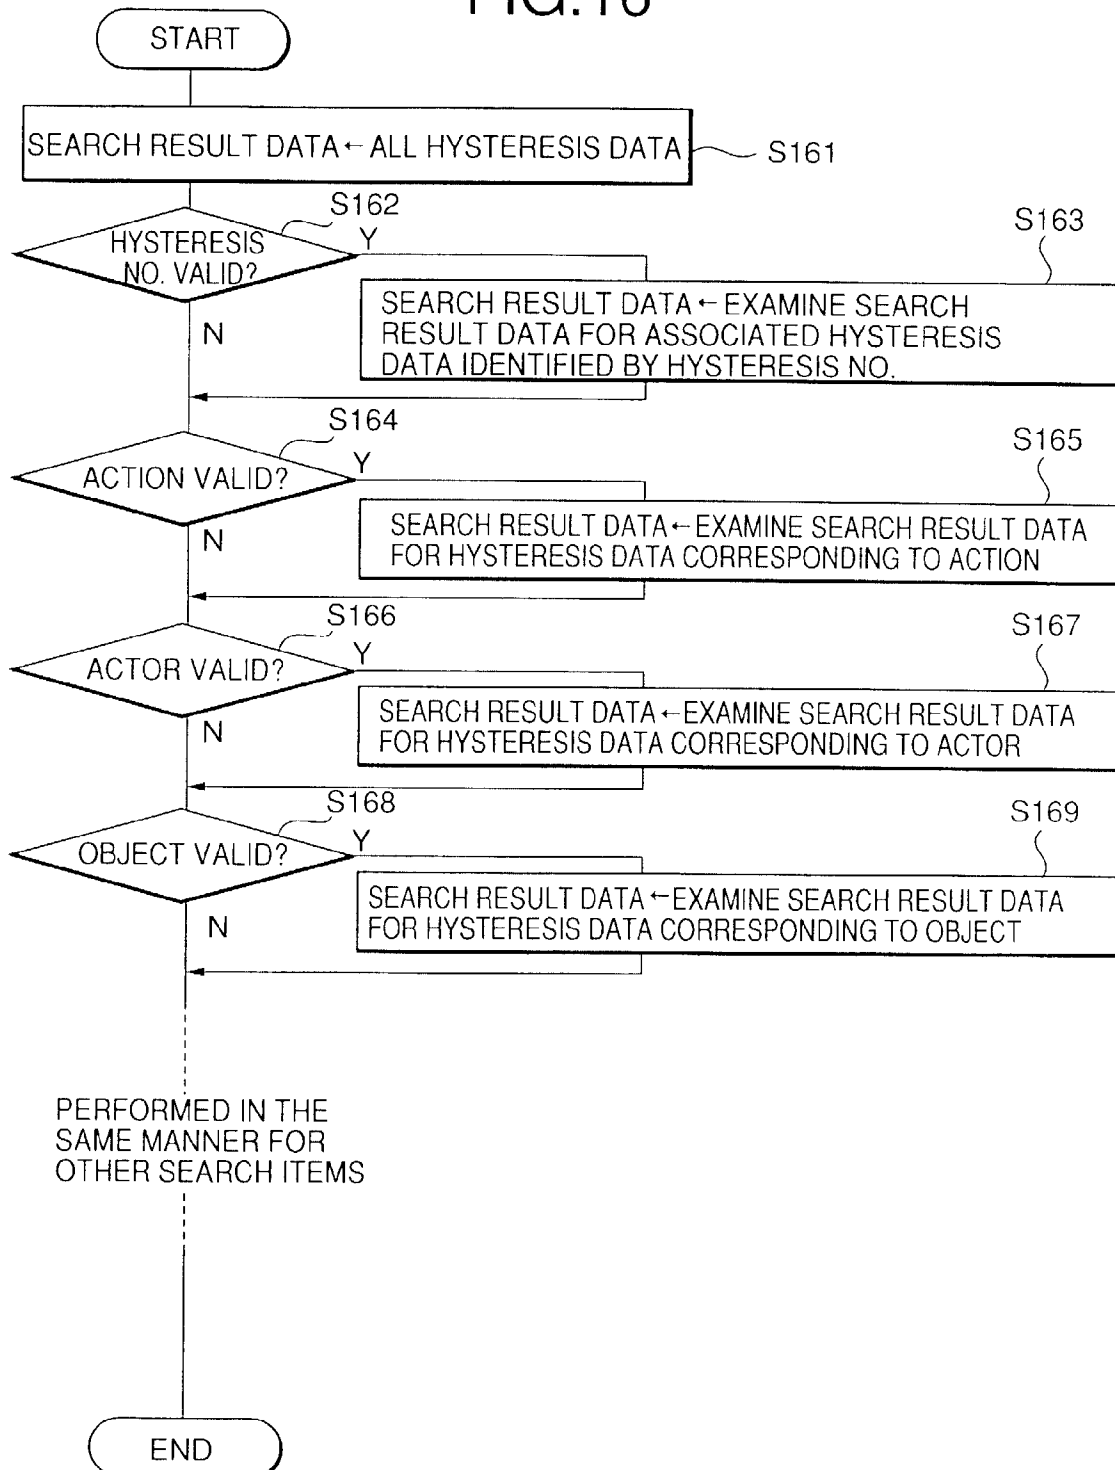 START
SEARCH RESULT DATA←ALL HYSTERESIS DATA
S161
S162
HYSTERESIS
NO. VALID?
Y
N
S163
SEARCH RESULT DATA←EXAMINE SEARCH
RESULT DATA FOR ASSOCIATED HYSTERESIS
DATA IDENTIFIED BY HYSTERESIS NO.
S164
ACTION VALID?
Y
N
S165
SEARCH RESULT DATA←EXAMINE SEARCH RESULT DATA
FOR HYSTERESIS DATA CORRESPONDING TO ACTION
S166
ACTOR VALID?
Y
N
S167
SEARCH RESULT DATA←EXAMINE SEARCH RESULT DATA
FOR HYSTERESIS DATA CORRESPONDING TO ACTOR
S168
OBJECT VALID?
Y
N
S169
SEARCH RESULT DATA←EXAMINE SEARCH RESULT DATA
FOR HYSTERESIS DATA CORRESPONDING TO OBJECT
PERFORMED IN THE
SAME MANNER FOR
OTHER SEARCH ITEMS
END